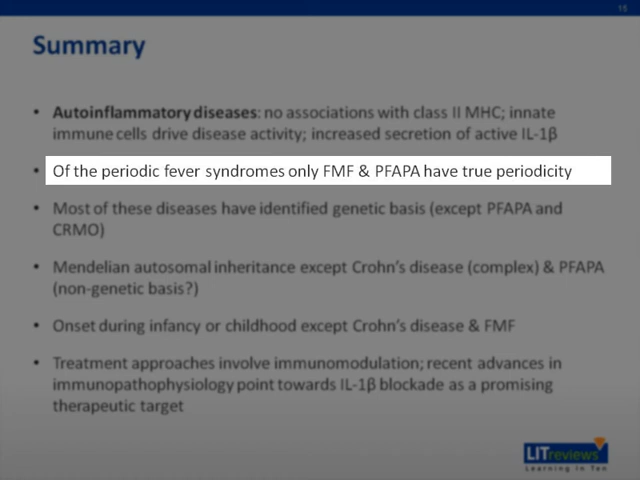 15
Summary
• Autoinflammatory diseases: no associations with class II MHC; innate
immune cells drive disease activity; increased secretion of active IL-1β
• Of the periodic fever syndromes only FMF & PFAPA have true periodicity
• Most of these diseases have identified genetic basis (except PFAPA and
CRMO)
• Mendelian autosomal inheritance except Crohn's disease (complex) & PFAPA
(non-genetic basis?)
• Onset during infancy or childhood except Crohn's disease & FMF
• Treatment approaches involve immunomodulation; recent advances in
immunopathophysiology point towards IL-1β blockade as a promising
therapeutic target
LITreviews
Learning in Ten